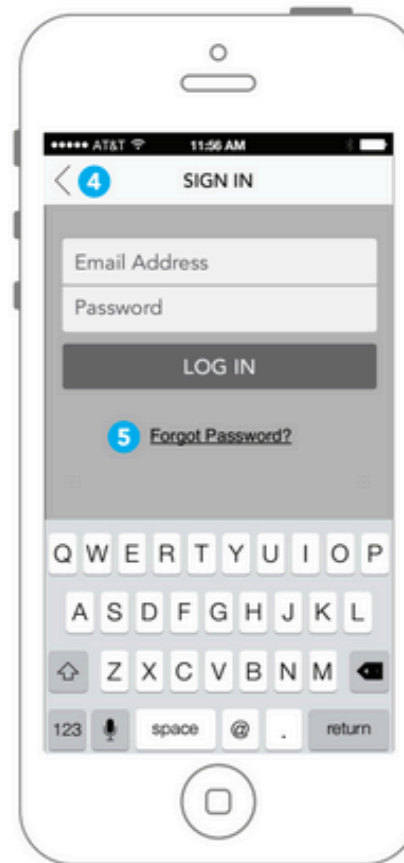 ●●●●● AT&T 11:56 AM
4 SIGN IN
Email Address
Password
LOG IN
5 Forgot Password?
Q W E R T Y U I O P
A S D F G H J K L
Z X C V B N M
123 space @ . return